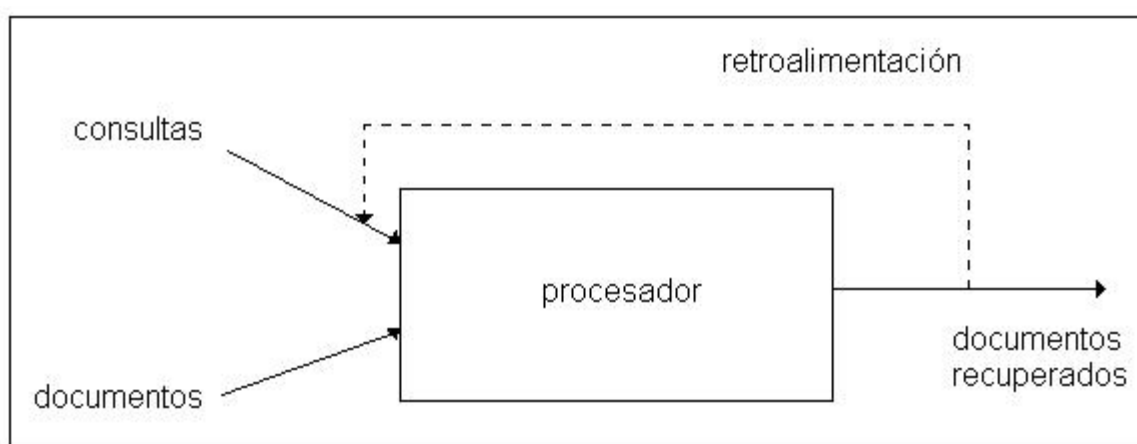 retroalimentación
consultas
procesador
documentos
recuperados
documentos